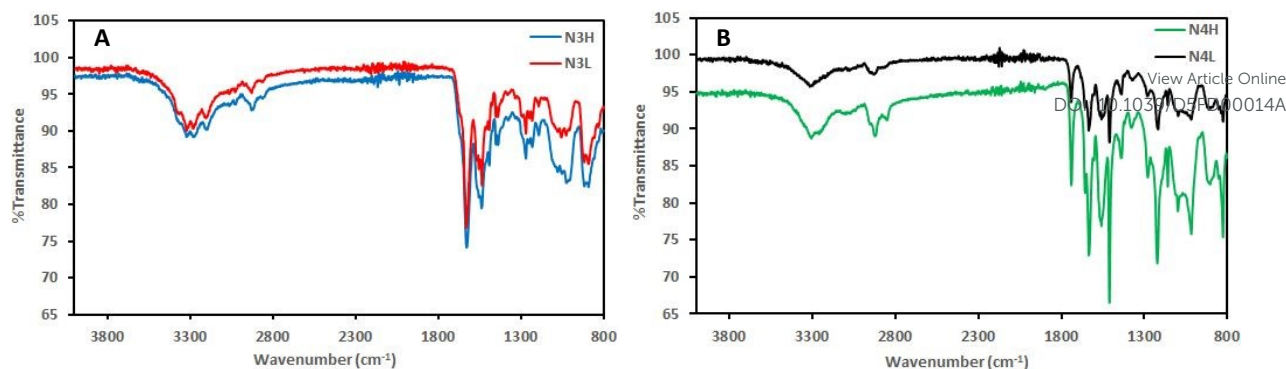 A
N3H
N3L
%Transmittance
105
100
95
90
85
80
75
70
65
3800 3300 2800 2300 1800 1300 800
Wavenumber (cm-1)
B
N4H
N4L
%Transmittance
105
100
95
90
85
80
75
70
65
3800 3300 2800 2300 1800 1300 800
Wavenumber (cm-1)
View Article Online